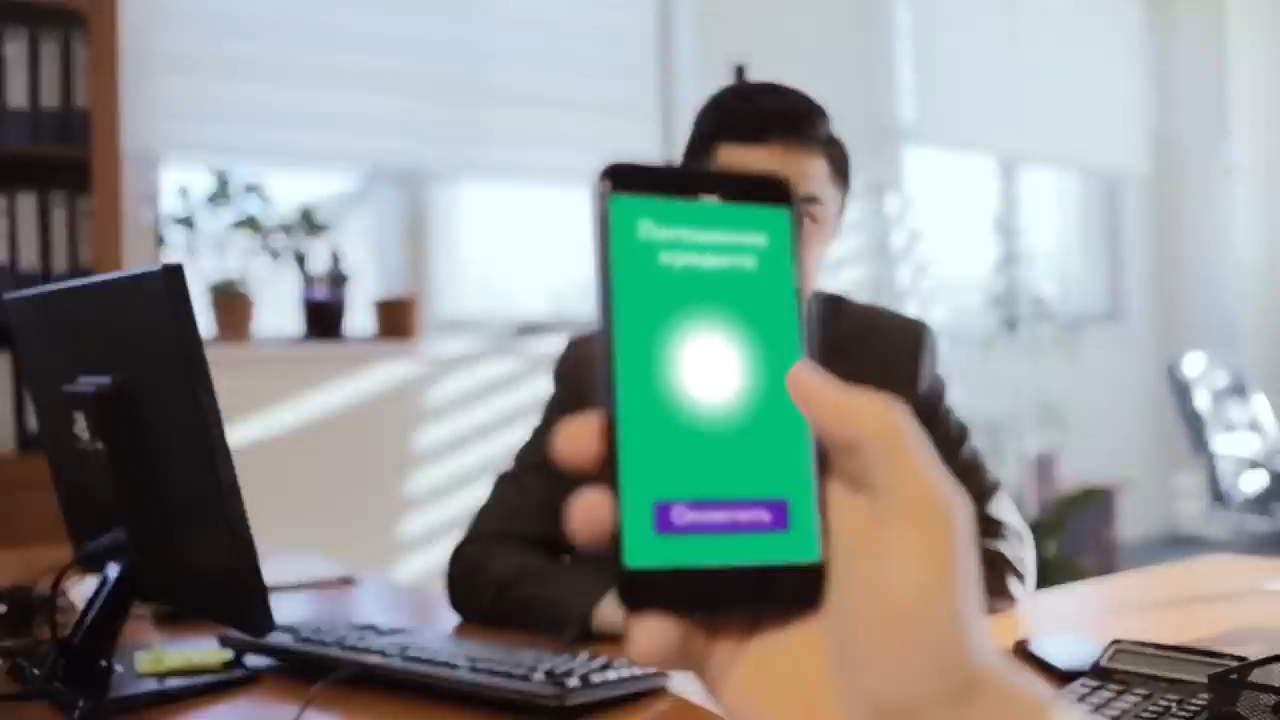 Погашение
кредита
Оплатить